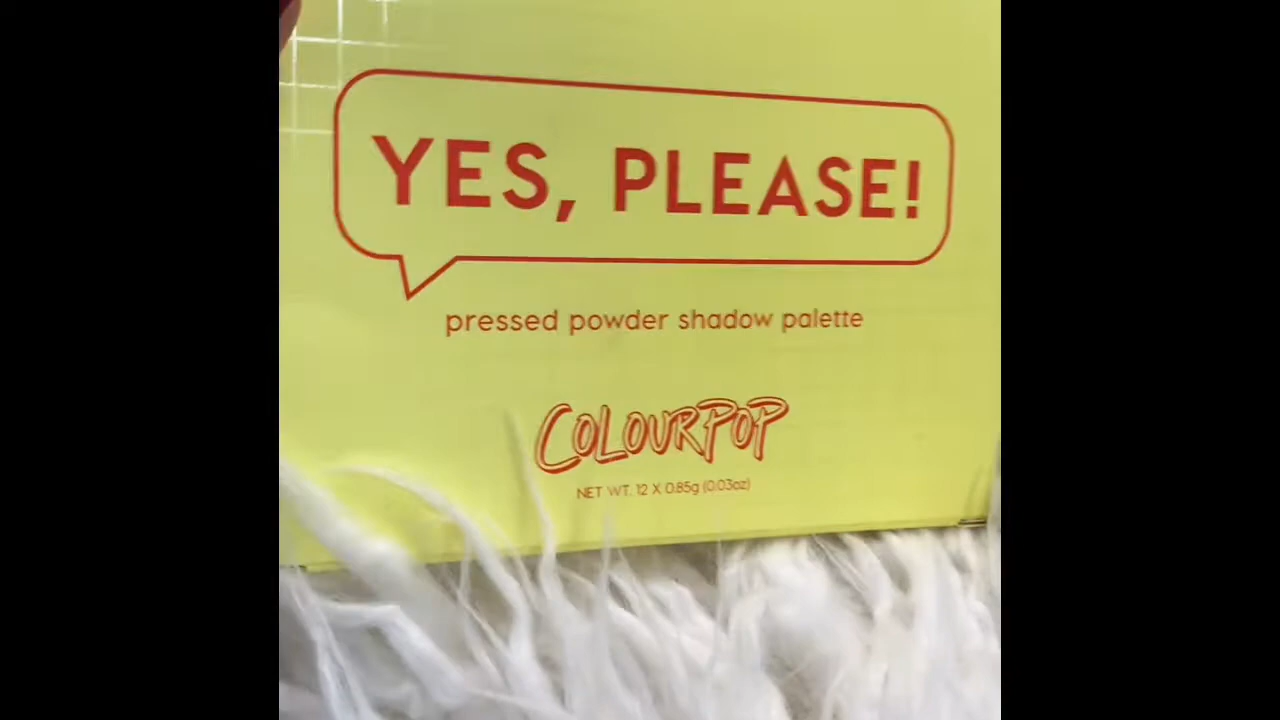 YES, PLEASE!
pressed powder shadow palette
COLOURPOP
NET WT. 12 X 0.85g (0.03oz)